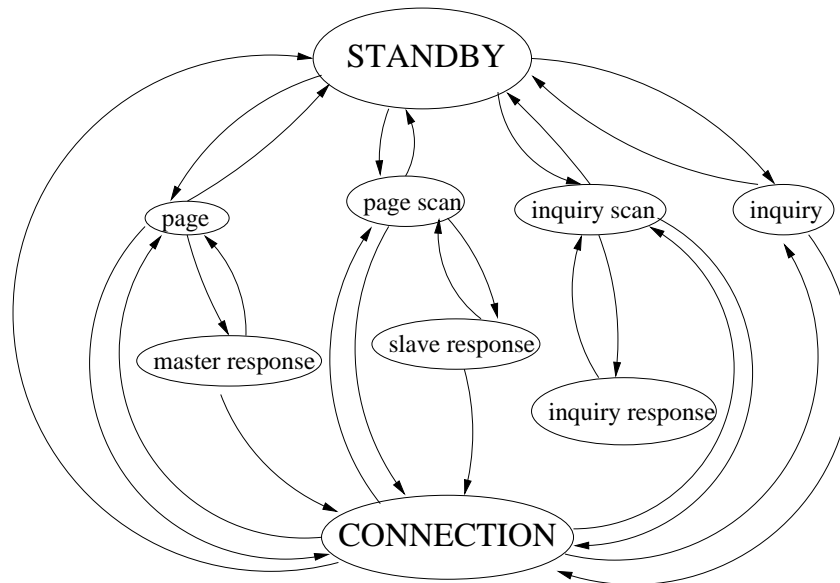 STANDBY
page
page scan
inquiry scan
inquiry
master response
slave response
inquiry response
CONNECTION